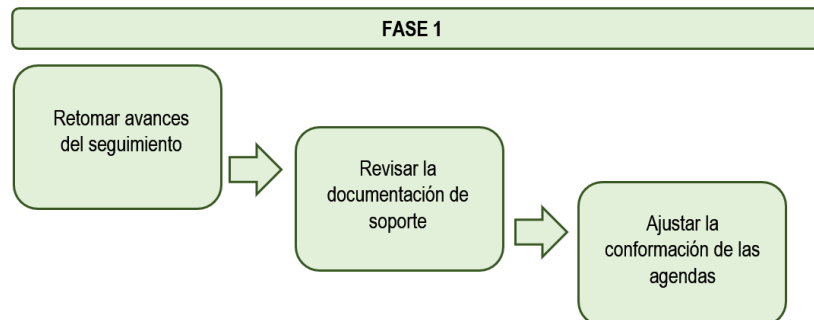 FASE 1
Retomar avances
del seguimiento
Revisar la
documentación de
soporte
Ajustar la
conformación de las
agendas